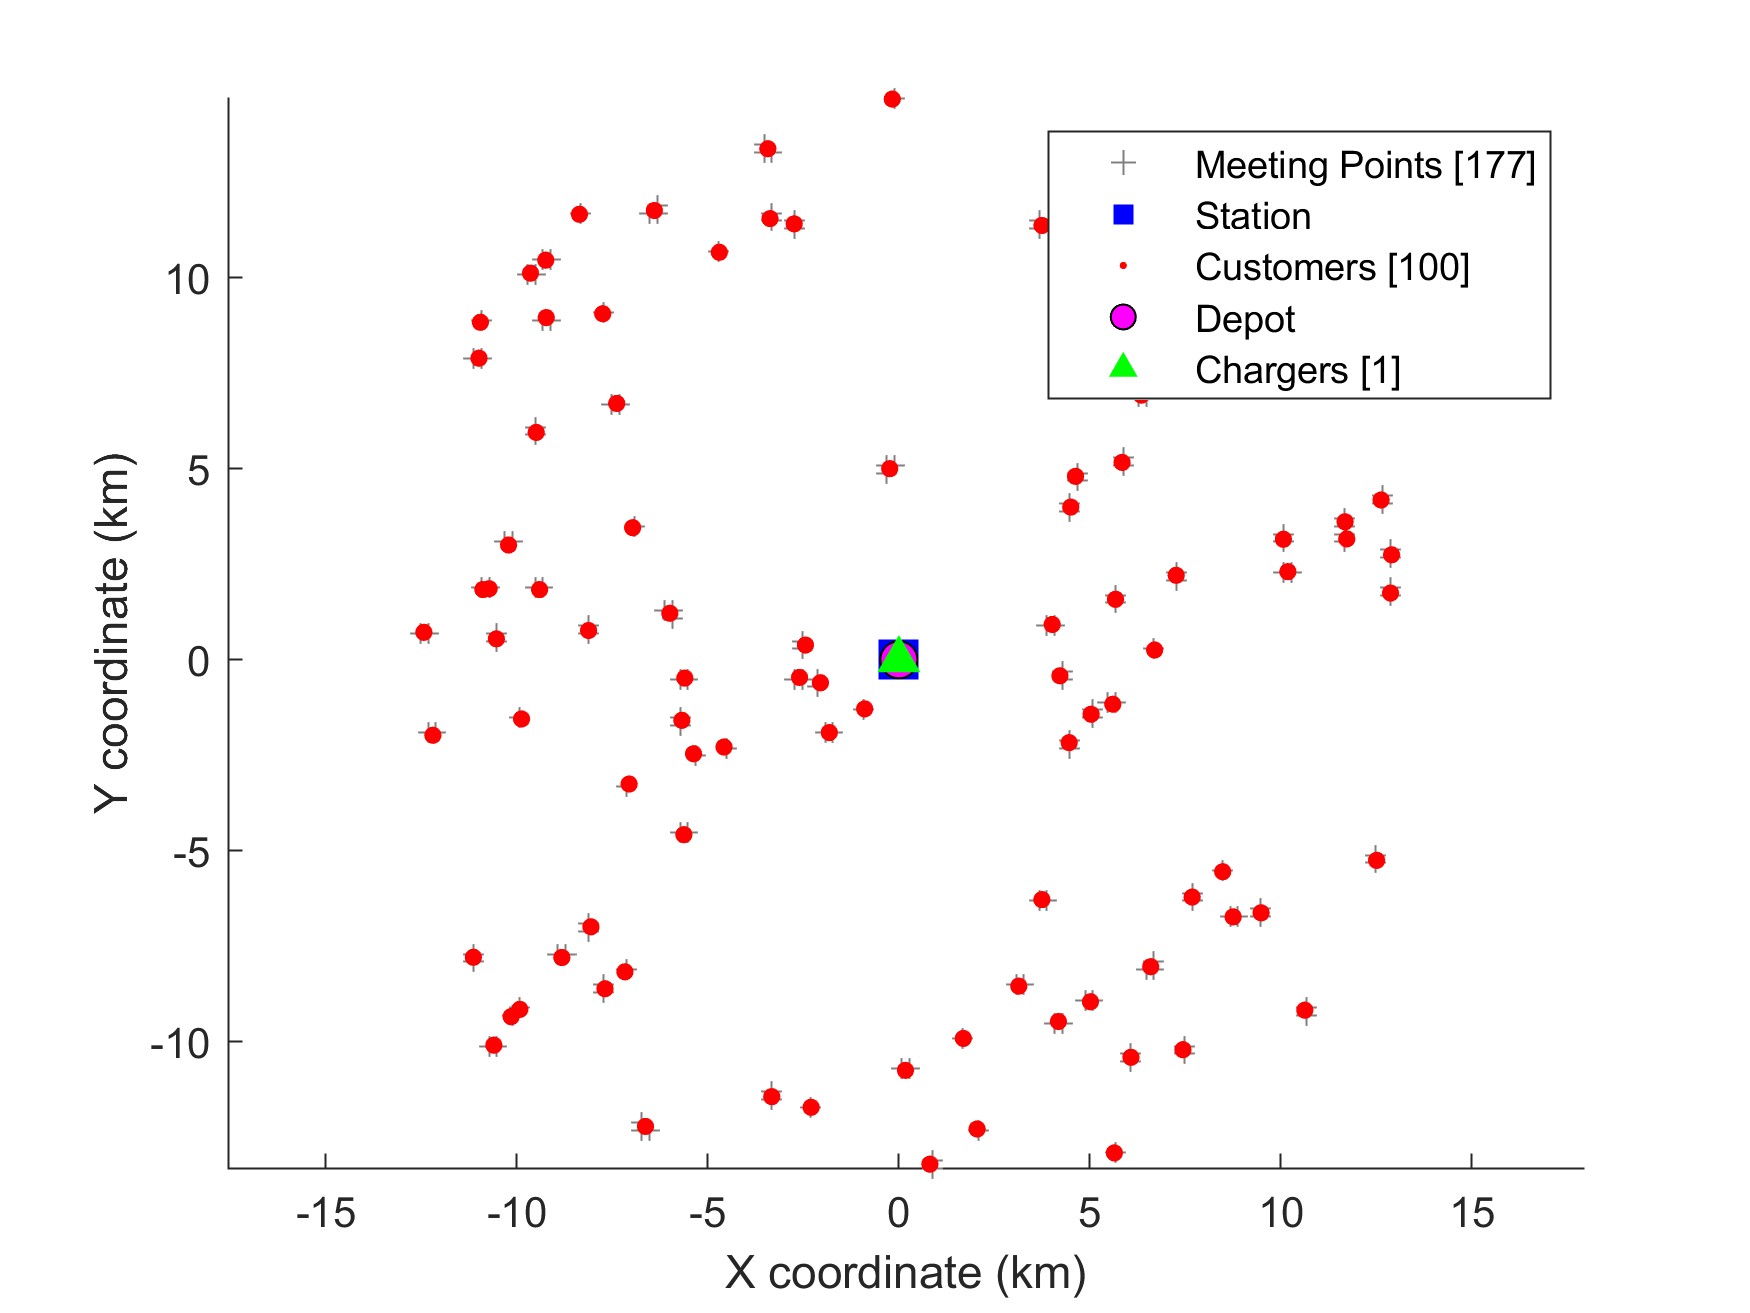 Meeting Points [177]
Station
Customers [100]
Depot
Chargers [1]
10
5
0
-5
-10
Y coordinate (km)
-15 -10 -5 0 5 10 15
X coordinate (km)